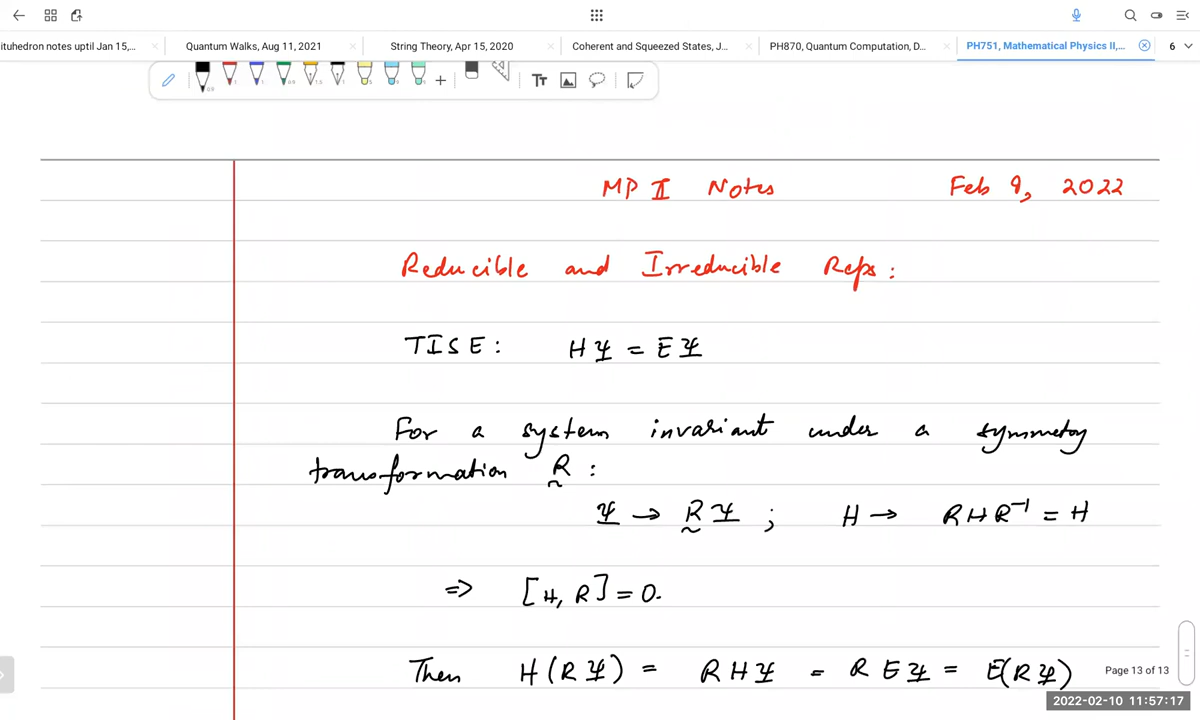 ituhedron notes uptil Jan 15,... Quantum Walks, Aug 11, 2021 String Theory, Apr 15, 2020 Coherent and Squeezed States, J... PH870, Quantum Computation, D... PH751, Mathematical Physics II,... 6
Tт
MP II Notes Feb 9, 2022
Reducible and Irreducible Reps:
TISE: HΨ = EΨ
For a system invariant under a symmetry
transformation R:
Ψ → RΨ ; H → RHR⁻¹ = H
⇒ [H, R] = 0.
Then H(RΨ) = RHΨ = REΨ = E(RΨ)
Page 13 of 13
2022-02-10 11:57:17